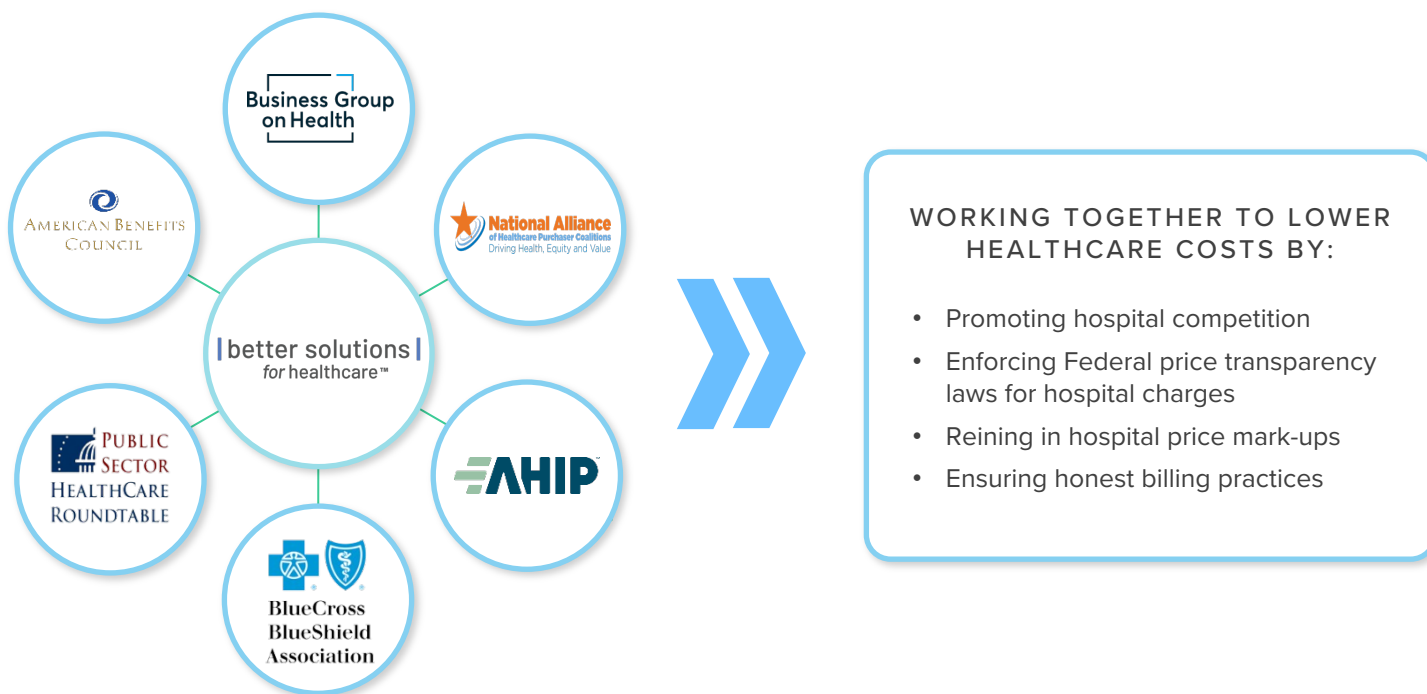 Business Group
on Health
AMERICAN BENEFITS
COUNCIL
National Alliance
of Healthcare Purchaser Coalitions
Driving Health, Equity and Value
better solutions
for healthcare™
PUBLIC
SECTOR
HEALTHCARE
ROUNDTABLE
AHIP™
BlueCross
BlueShield
Association
WORKING TOGETHER TO LOWER
HEALTHCARE COSTS BY:
• Promoting hospital competition
• Enforcing Federal price transparency
laws for hospital charges
• Reining in hospital price mark-ups
• Ensuring honest billing practices